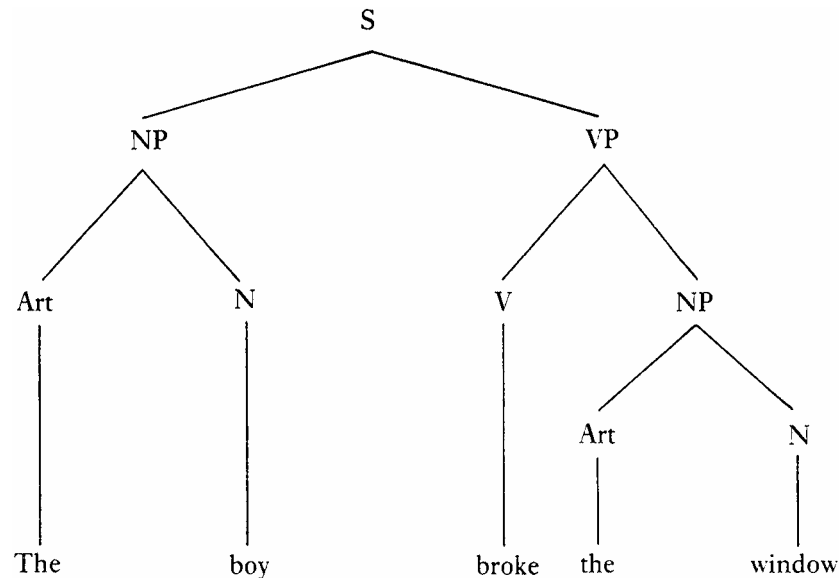 S
NP VP
Art N V NP
Art N
The boy broke the window